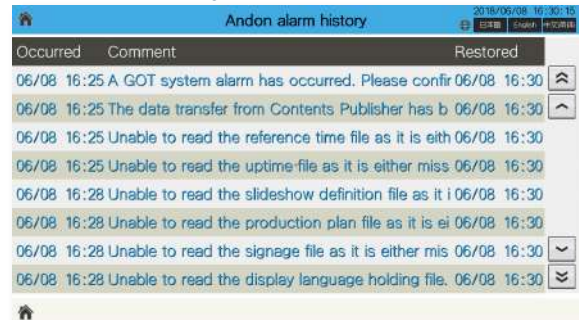 Andon alarm history
2018/06/08 16:30:15
日本語 English
Occurred Comment Restored
06/08 16:25 A GOT system alarm has occurred. Please confir 06/08 16:30
06/08 16:25 The data transfer from Contents Publisher has b 06/08 16:30
06/08 16:25 Unable to read the reference time file as it is eith 06/08 16:30
06/08 16:25 Unable to read the uptime file as it is either miss 06/08 16:30
06/08 16:28 Unable to read the slideshow definition file as it i 06/08 16:30
06/08 16:28 Unable to read the production plan file as it is ei 06/08 16:30
06/08 16:28 Unable to read the signage file as it is either mis 06/08 16:30
06/08 16:28 Unable to read the display language holding file. 06/08 16:30